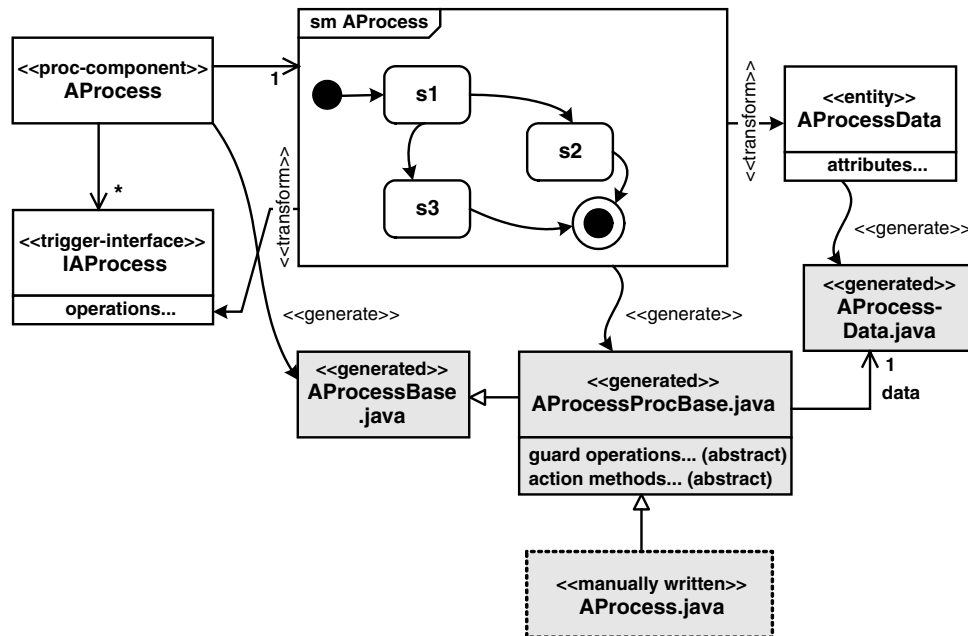 sm AProcess
<<proc-component>>
AProcess
1
s1
s2
s3
<<transform>>
<<transform>>
<<entity>>
AProcessData
attributes...
*
<<trigger-interface>>
IAProcess
operations...
<<generate>>
<<generate>>
<<generate>>
<<generated>>
AProcess-
Data.java
1
data
<<generated>>
AProcessBase
.java
<<generated>>
AProcessProcBase.java
guard operations... (abstract)
action methods... (abstract)
<<manually written>>
AProcess.java